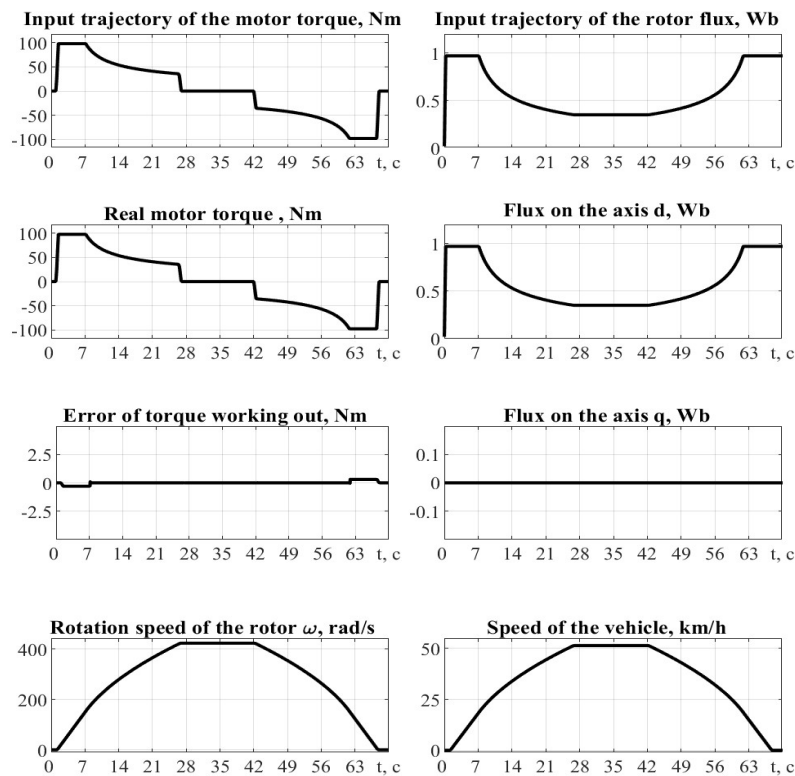 Input trajectory of the motor torque, Nm
100
50
0
-50
-100
0 7 14 21 28 35 42 49 56 63 t, c
Input trajectory of the rotor flux, Wb
1
0.5
0
0 7 14 21 28 35 42 49 56 63 t, c
Real motor torque , Nm
100
50
0
-50
-100
0 7 14 21 28 35 42 49 56 63 t, c
Flux on the axis d, Wb
1
0.5
0
0 7 14 21 28 35 42 49 56 63 t, c
Error of torque working out, Nm
2.5
0
-2.5
0 7 14 21 28 35 42 49 56 63 t, c
Flux on the axis q, Wb
0.1
0
-0.1
0 7 14 21 28 35 42 49 56 63 t, c
Rotation speed of the rotor ω, rad/s
400
200
0
0 7 14 21 28 35 42 49 56 63 t, c
Speed of the vehicle, km/h
50
25
0
0 7 14 21 28 35 42 49 56 63 t, c